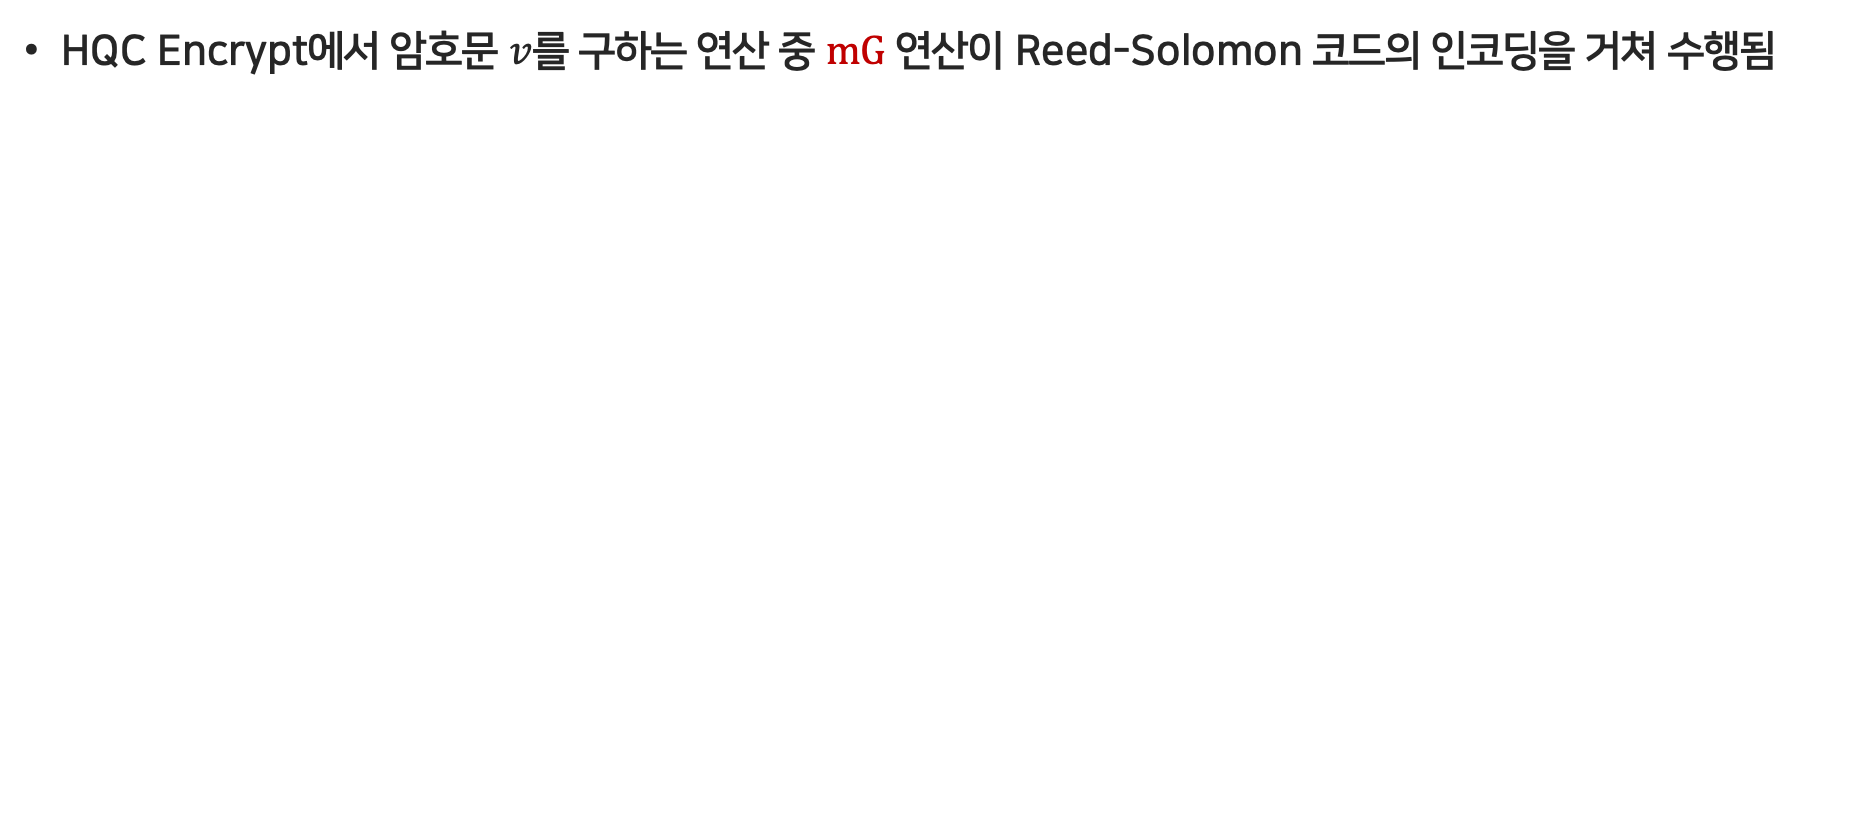 • HQC Encrypt에서 암호문 𝑣를 구하는 연산 중 mG 연산이 Reed-Solomon 코드의 인코딩을 거쳐 수행됨